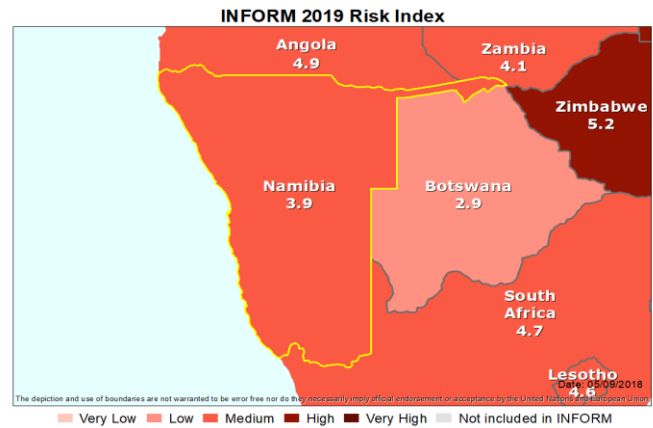 INFORM 2019 Risk Index
Angola
4.9
Zambia
4.1
Zimbabwe
5.2
Namibia
3.9
Botswana
2.9
South
Africa
4.7
Lesotho
4.6
Date: 05/09/2018
The depiction and use of boundaries are not warranted to be error free nor do they necessarily imply official endorsement or acceptance by the United Nations and European Union
Very Low Low Medium High Very High Not included in INFORM